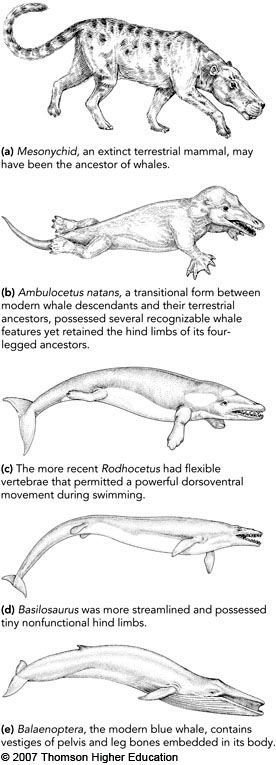 (a) Mesonychid, an extinct terrestrial mammal, may
have been the ancestor of whales.
(b) Ambulocetus natans, a transitional form between
modern whale descendants and their terrestrial
ancestors, possessed several recognizable whale
features yet retained the hind limbs of its four-
legged ancestors.
(c) The more recent Rodhocetus had flexible
vertebrae that permitted a powerful dorsoventral
movement during swimming.
(d) Basilosaurus was more streamlined and possessed
tiny nonfunctional hind limbs.
(e) Balaenoptera, the modern blue whale, contains
vestiges of pelvis and leg bones embedded in its body.
© 2007 Thomson Higher Education